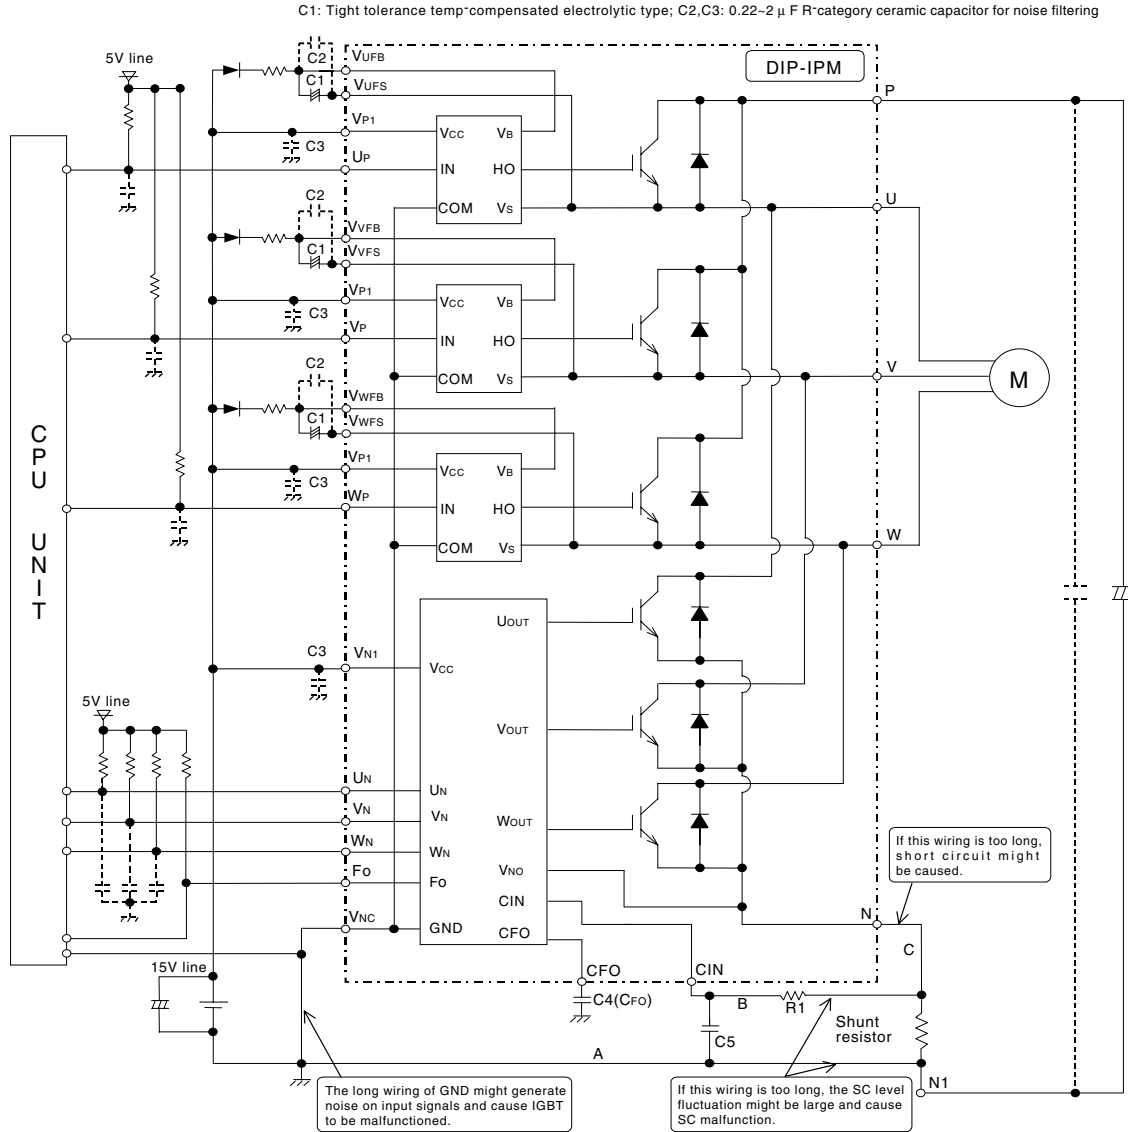 C1: Tight tolerance temp-compensated electrolytic type; C2,C3: 0.22~2 μ F R-category ceramic capacitor for noise filtering
5V line
C2
C1
VUFB
VUFS
DIP-IPM
P
VP1
C3
VCC
VB
UP
IN
HO
COM
VS
U
C2
C1
VVFB
VVFS
VP1
C3
VCC
VB
VP
IN
HO
COM
VS
V
M
C2
C1
VWFB
VWFS
VP1
C3
VCC
VB
WP
IN
HO
COM
VS
W
CPU UNIT
C3
VN1
VCC
UOUT
5V line
VOUT
UN
UN
VN
VN
WOUT
WN
WN
If this wiring is too long,
short circuit might
be caused.
Fo
Fo
VNO
CIN
VNC
GND
CFO
N
C
15V line
CFO
CIN
C4(CFO)
B
R1
C5
Shunt
resistor
A
N1
The long wiring of GND might generate
noise on input signals and cause IGBT
to be malfunctioned.
If this wiring is too long, the SC level
fluctuation might be large and cause
SC malfunction.